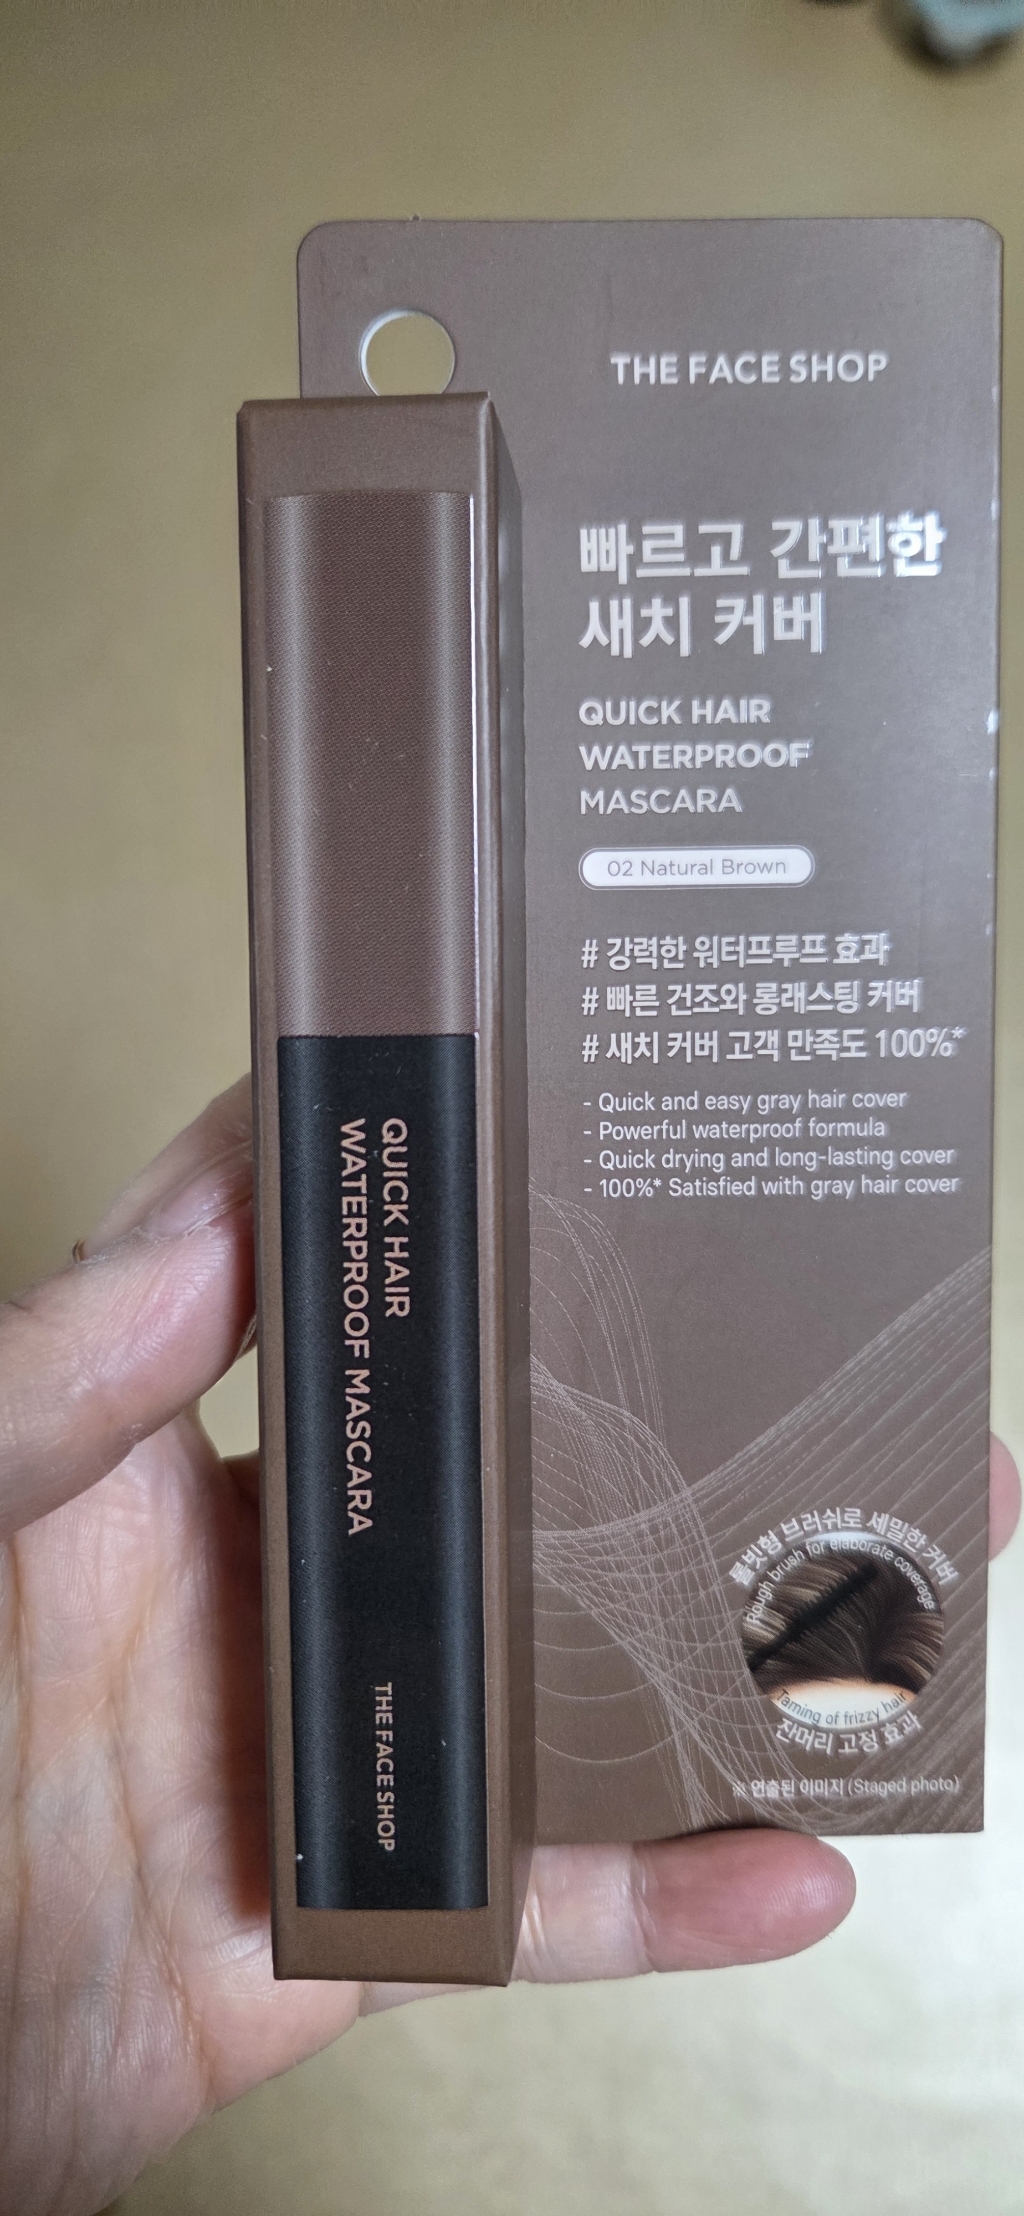 THE FACE SHOP
빠르고 간편한
새치 커버
QUICK HAIR
WATERPROOF
MASCARA
02 Natural Brown
# 강력한 워터프루프 효과
# 빠른 건조와 롱래스팅 커버
# 새치 커버 고객 만족도 100%*
- Quick and easy gray hair cover
- Powerful waterproof formula
- Quick drying and long-lasting cover
- 100%* Satisfied with gray hair cover
브러쉬로 세밀한 커버
Rough brush for elaborate coverage
Taming of frizzy hair
잔머리 고정 효과
※ 연출된 이미지 (Staged photo)
QUICK HAIR
WATERPROOF MASCARA
THE FACE SHOP